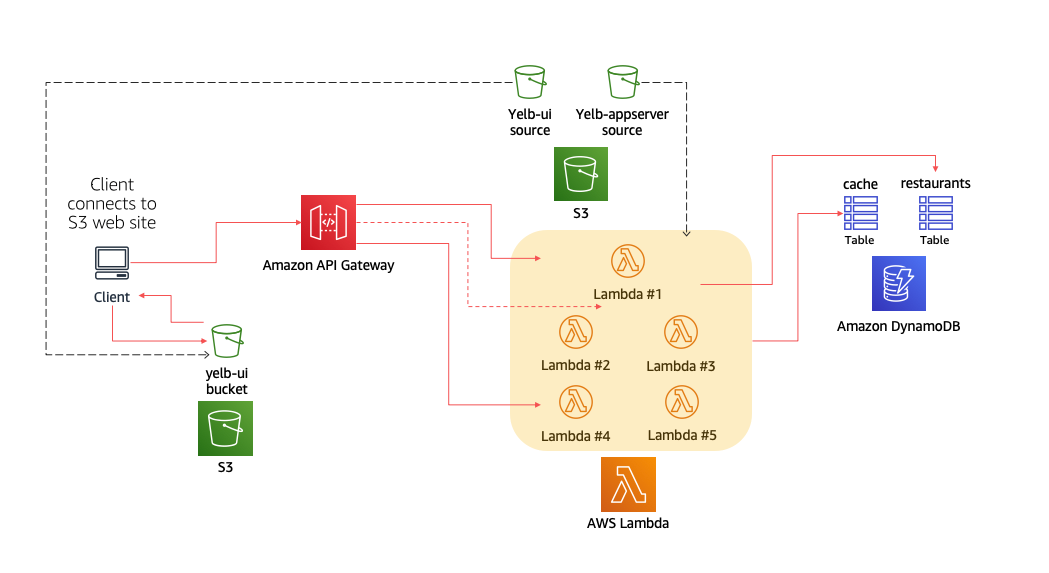 Yelb-ui
source
Yelb-appserver
source
S3
Client
connects to
S3 web site
Client
Amazon API Gateway
yelb-ui
bucket
S3
Lambda #1
Lambda #2
Lambda #3
Lambda #4
Lambda #5
AWS Lambda
cache
Table
restaurants
Table
Amazon DynamoDB